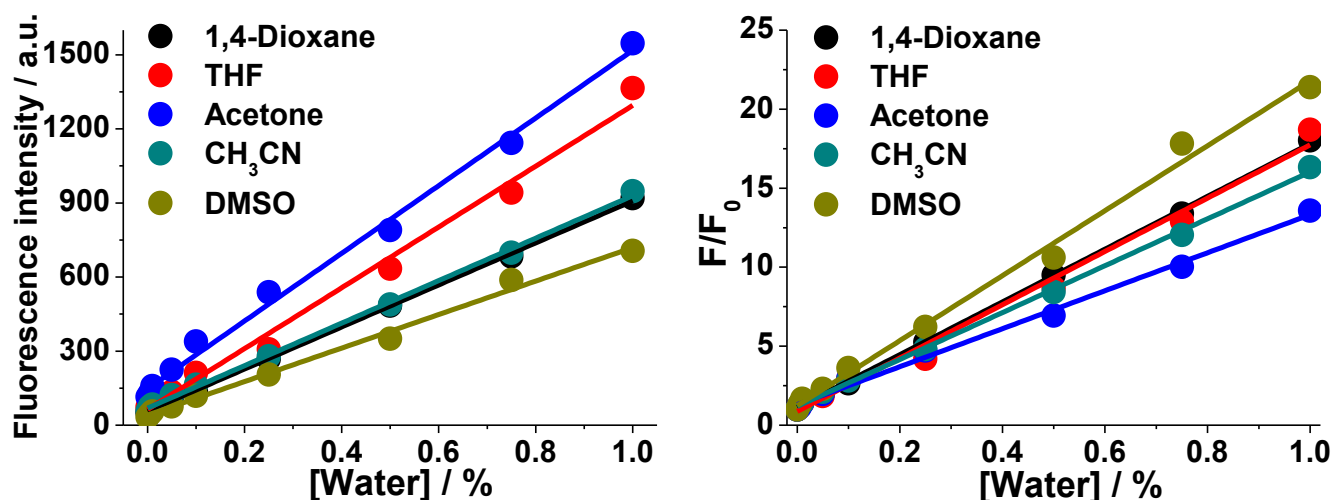 Fluorescence intensity / a.u.
1500
1200
900
600
300
0
1,4-Dioxane
THF
Acetone
CH₃CN
DMSO
0.0 0.2 0.4 0.6 0.8 1.0
[Water] / %
F/F₀
25
20
15
10
5
0
1,4-Dioxane
THF
Acetone
CH₃CN
DMSO
0.0 0.2 0.4 0.6 0.8 1.0
[Water] / %